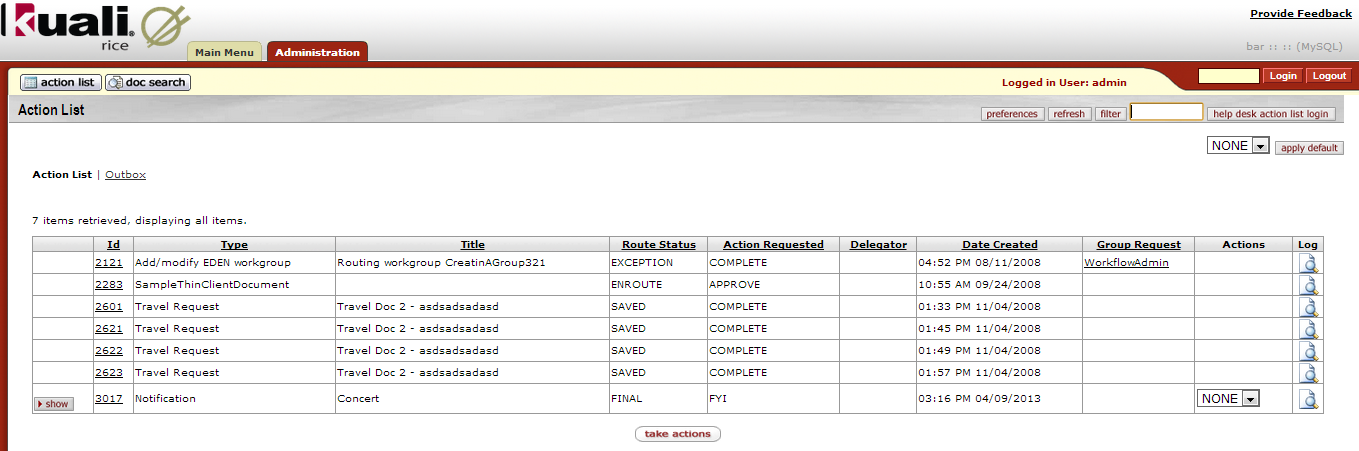 Kuali®
rice
Provide Feedback
Main Menu Administration
bar :: :: (MySQL)
action list doc search
Logged in User: admin
Login Logout
Action List
preferences refresh filter help desk action list login
NONE apply default
Action List | Outbox
7 items retrieved, displaying all items.
Id Type Title Route Status Action Requested Delegator Date Created Group Request Actions Log
2121 Add/modify EDEN workgroup Routing workgroup CreatinAGroup321 EXCEPTION COMPLETE 04:52 PM 08/11/2008 WorkflowAdmin
2283 SampleThinClientDocument ENROUTE APPROVE 10:55 AM 09/24/2008
2601 Travel Request Travel Doc 2 - asdsadsadasd SAVED COMPLETE 01:33 PM 11/04/2008
2621 Travel Request Travel Doc 2 - asdsadsadasd SAVED COMPLETE 01:45 PM 11/04/2008
2622 Travel Request Travel Doc 2 - asdsadsadasd SAVED COMPLETE 01:49 PM 11/04/2008
2623 Travel Request Travel Doc 2 - asdsadsadasd SAVED COMPLETE 01:57 PM 11/04/2008
show 3017 Notification Concert FINAL FYI 03:16 PM 04/09/2013 NONE
take actions